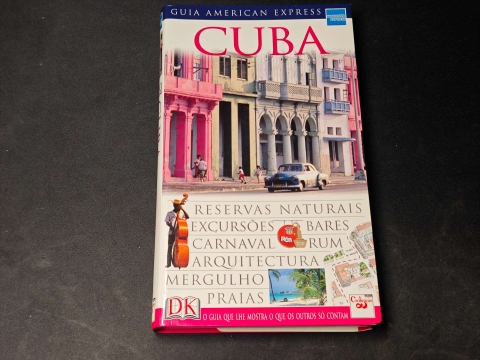 GUIA AMERICAN EXPRESS
CUBA
RESERVAS NATURAIS
EXCURSÕES BARES
CARNAVAL RUM
ARQUITECTURA
MERGULHO
PRAIAS
DK
O GUIA QUE LHE MOSTRA O QUE OS OUTROS SÓ CONTAM